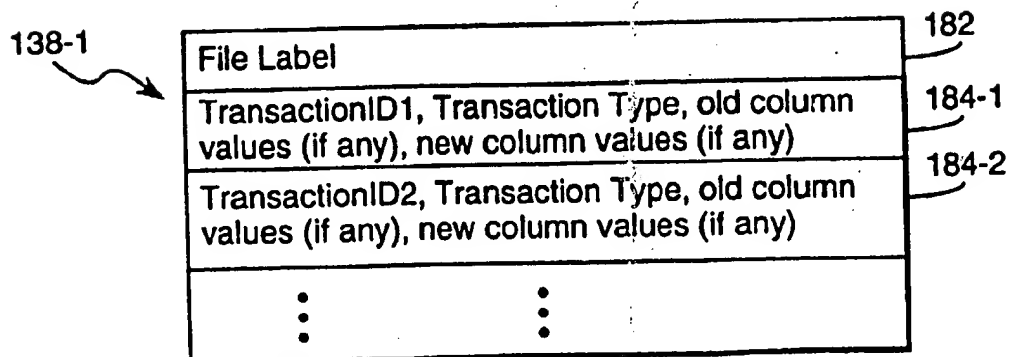 138-1
182
File Label
184-1
TransactionID1, Transaction Type, old column
values (if any), new column values (if any)
184-2
TransactionID2, Transaction Type, old column
values (if any), new column values (if any)